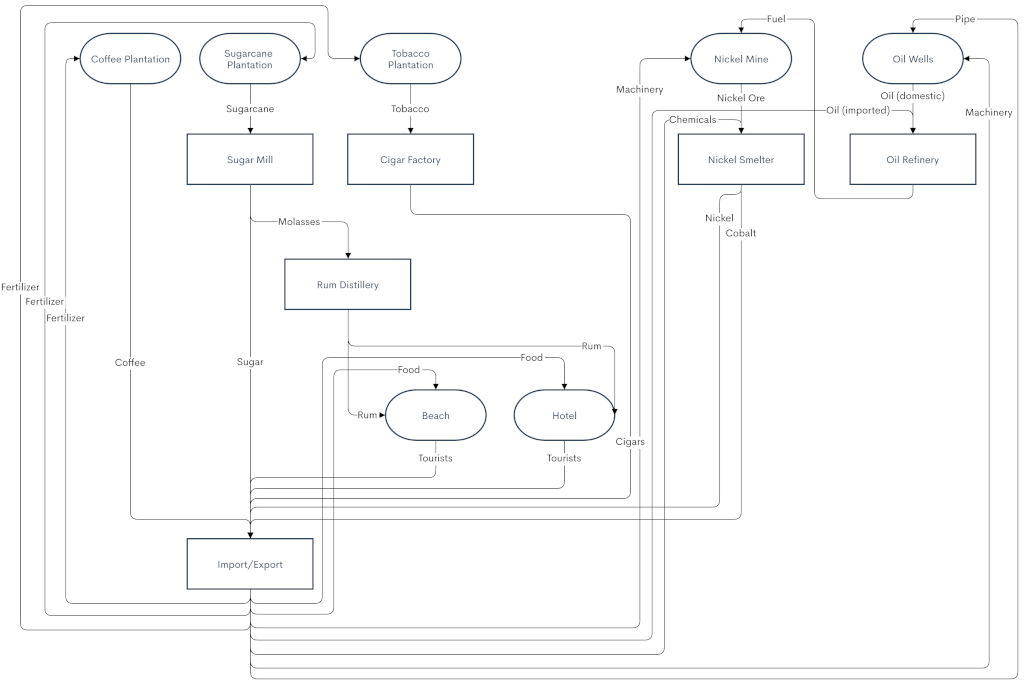 Fuel
Pipe
Coffee Plantation
Sugarcane
Plantation
Tobacco
Plantation
Nickel Mine
Oil Wells
Machinery
Nickel Ore
Oil (domestic)
Sugarcane
Tobacco
Chemicals
Oil (imported)
Machinery
Sugar Mill
Cigar Factory
Nickel Smelter
Oil Refinery
Molasses
Nickel
Cobalt
Rum Distillery
Fertilizer
Fertilizer
Fertilizer
Coffee
Sugar
Rum
Food
Food
Rum
Beach
Hotel
Cigars
Tourists
Tourists
Import/Export